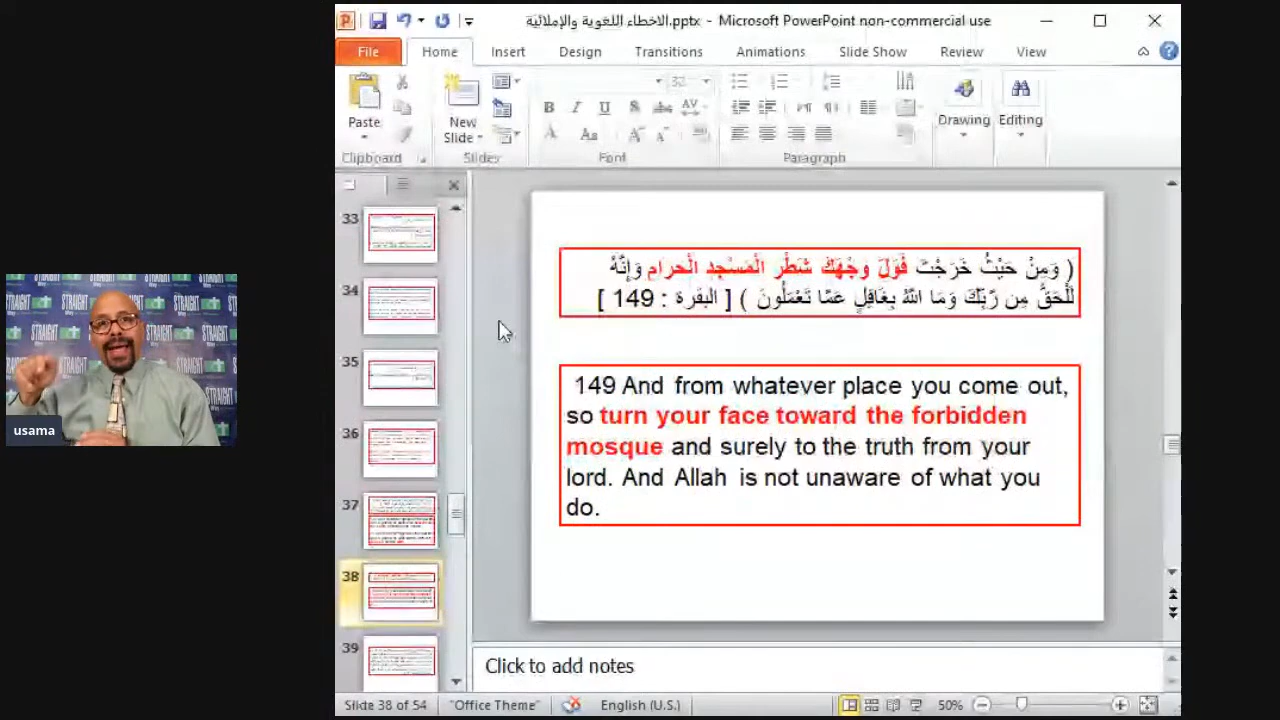 الاخطاء اللغوية والإملائية.pptx - Microsoft PowerPoint non-commercial use
File Home Insert Design Transitions Animations Slide Show Review View
32
Paste
New
Slide
Drawing
Editing
Clipboard Slides Font Paragraph
33
34
35
36
37
38
39
( وَمِنْ حَيْثُ خَرَجْتَ فَوَلِّ وَجْهَكَ شَطْرَ الْمَسْجِدِ الْحَرَامِ وَإِنَّهُ
لَلْحَقُّ مِن رَّبِّكَ وَمَا اللَّهُ بِغَافِلٍ عَمَّا تَعْمَلُونَ ) [ البقرة : 149 ]
149 And from whatever place you come out,
so turn your face toward the forbidden
mosque and surely to the truth from your
lord. And Allah is not unaware of what you
do.
STRAIGHT
Way
usama
Click to add notes
Slide 38 of 54 "Office Theme" English (U.S.) 50%